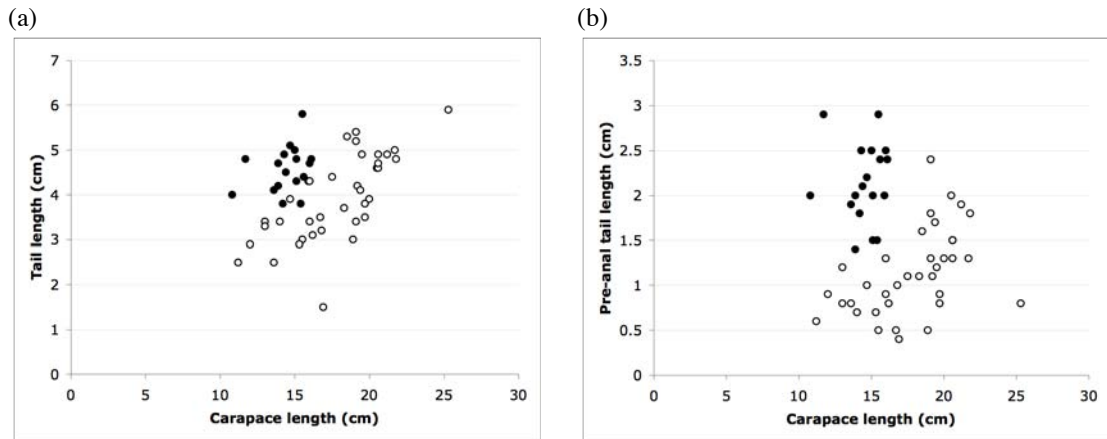 (a)
7
6
5
4
3
2
1
0
Tail length (cm)
0 5 10 15 20 25 30
Carapace length (cm)
(b)
3.5
3
2.5
2
1.5
1
0.5
0
Pre-anal tail length (cm)
0 5 10 15 20 25 30
Carapace length (cm)